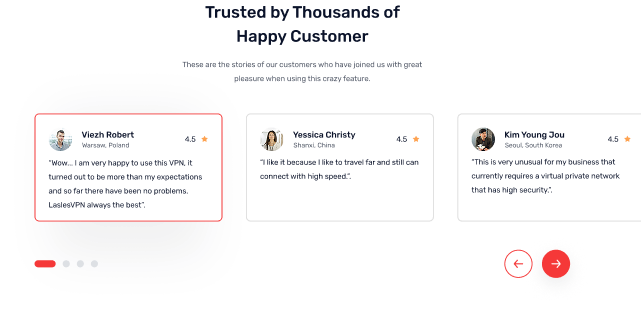 Trusted by Thousands of
Happy Customer
These are the stories of our customers who have joined us with great
pleasure when using this crazy feature.
Viezh Robert
Warsaw, Poland
4.5
“Wow... I am very happy to use this VPN, it
turned out to be more than my expectations
and so far there have been no problems.
LaslesVPN always the best”.
Yessica Christy
Shanxi, China
4.5
“I like it because I like to travel far and still can
connect with high speed.”.
Kim Young Jou
Seoul, South Korea
4.5
“This is very unusual for my business that
currently requires a virtual private network
that has high security.”.